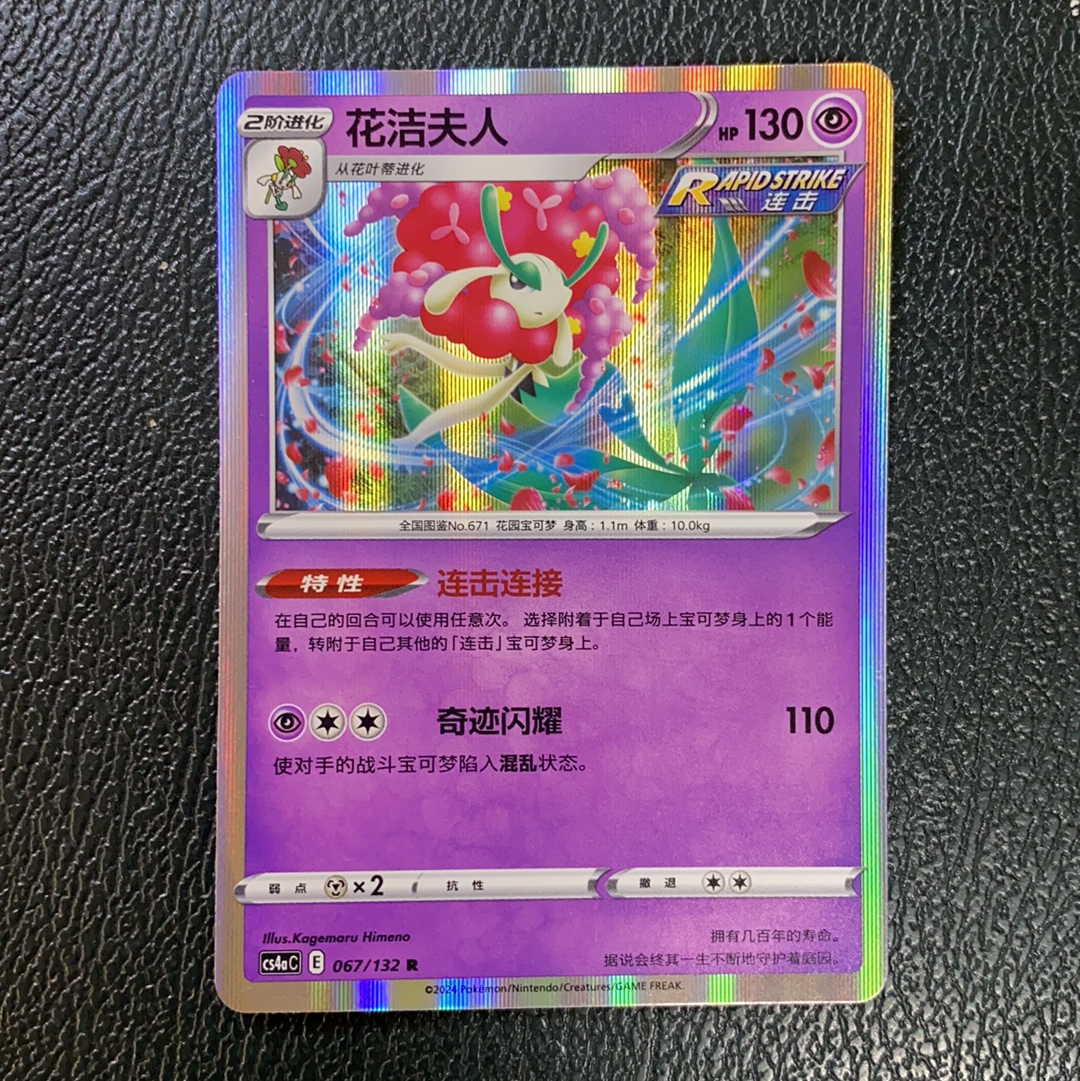 2阶进化 花洁夫人 HP 130
从花叶蒂进化
RAPID STRIKE
连击
全国图鉴No.671 花园宝可梦 身高：1.1m 体重：10.0kg
特性 连击连接
在自己的回合可以使用任意次。 选择附着于自己场上宝可梦身上的1个能
量，转附于自己其他的「连击」宝可梦身上。
奇迹闪耀 110
使对手的战斗宝可梦陷入混乱状态。
弱点 ×2 抗性 撤退
Illus.Kagemaru Himeno
拥有几百年的寿命。
据说会终其一生不断地守护着庭园。
cs4aC E 067/132 R
©2024 Pokémon/Nintendo/Creatures/GAME FREAK.